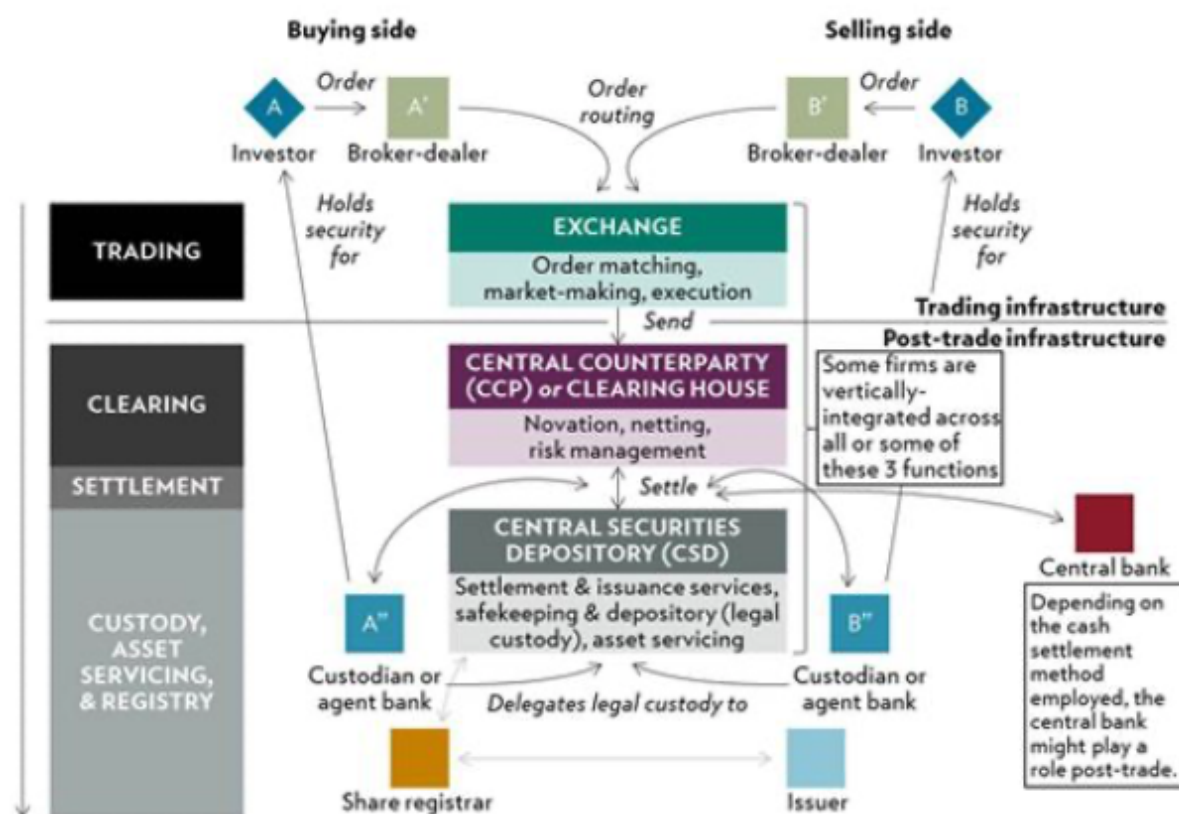 Buying side
Selling side
Order
Order
A
A'
Order
routing
B'
B
Investor
Broker-dealer
Broker-dealer
Investor
Holds
security
for
Holds
security
for
TRADING
EXCHANGE
Order matching,
market-making, execution
Trading infrastructure
Send
Post-trade infrastructure
CLEARING
CENTRAL COUNTERPARTY
(CCP) or CLEARING HOUSE
Novation, netting,
risk management
Some firms are
vertically-
integrated across
all or some of
these 3 functions
SETTLEMENT
Settle
CENTRAL SECURITIES
DEPOSITORY (CSD)
Settlement & issuance services,
safekeeping & depository (legal
custody), asset servicing
Central bank
Depending on
the cash
settlement
method
employed, the
central bank
might play a
role post-trade.
CUSTODY,
ASSET
SERVICING,
& REGISTRY
A"
B"
Custodian or
agent bank
Delegates legal custody to
Custodian or
agent bank
Share registrar
Issuer